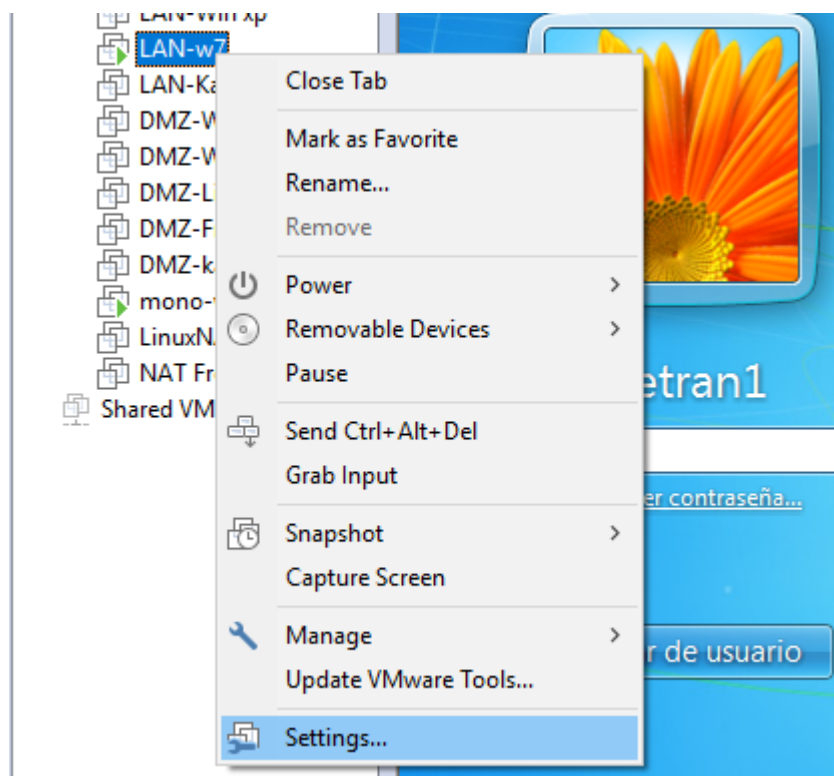 LAN-Win xp
LAN-w7
LAN-Ka
DMZ-W
DMZ-W
DMZ-Li
DMZ-F
DMZ-k
mono-
LinuxN
NAT Fr
Shared VM
Close Tab
Mark as Favorite
Rename...
Remove
Power
Removable Devices
Pause
Send Ctrl+Alt+Del
Grab Input
Snapshot
Capture Screen
Manage
Update VMware Tools...
Settings...
etran1
er contraseña...
r de usuario